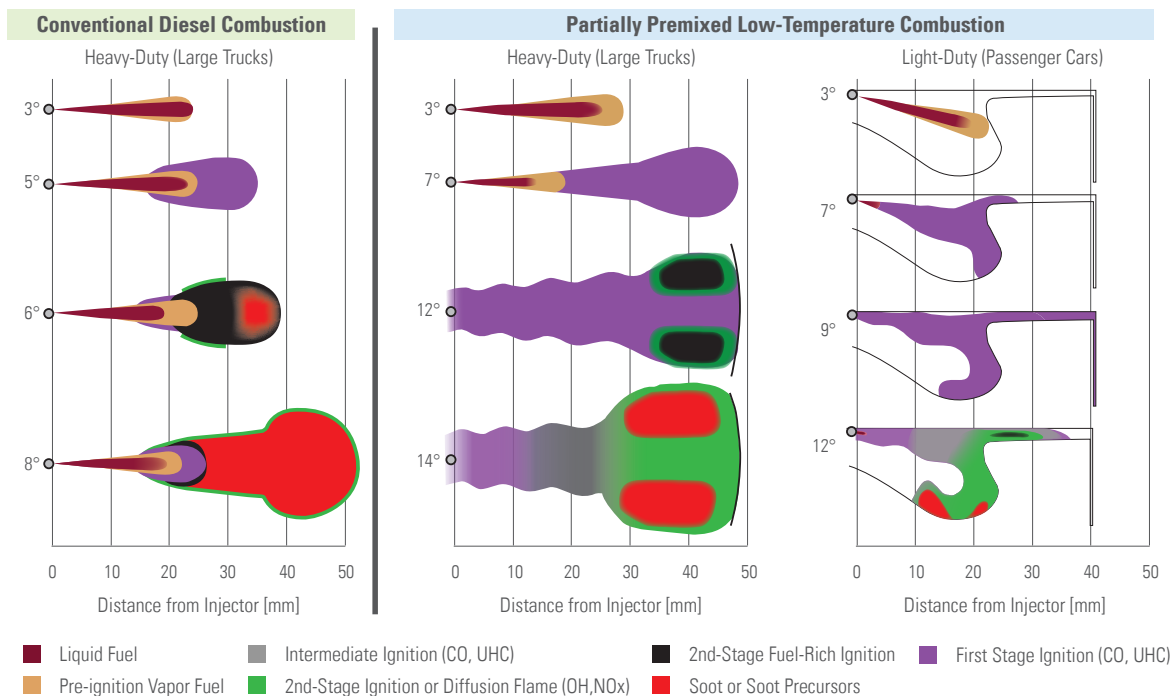 Conventional Diesel Combustion
Partially Premixed Low-Temperature Combustion
Heavy-Duty (Large Trucks)
Heavy-Duty (Large Trucks)
Light-Duty (Passenger Cars)
3°
5°
6°
8°
0 10 20 30 40 50
Distance from Injector [mm]
3°
7°
12°
14°
0 10 20 30 40 50
Distance from Injector [mm]
3°
7°
9°
12°
0 10 20 30 40 50
Distance from Injector [mm]
Liquid Fuel
Intermediate Ignition (CO, UHC)
2nd-Stage Fuel-Rich Ignition
First Stage Ignition (CO, UHC)
Pre-ignition Vapor Fuel
2nd-Stage Ignition or Diffusion Flame (OH,NOx)
Soot or Soot Precursors